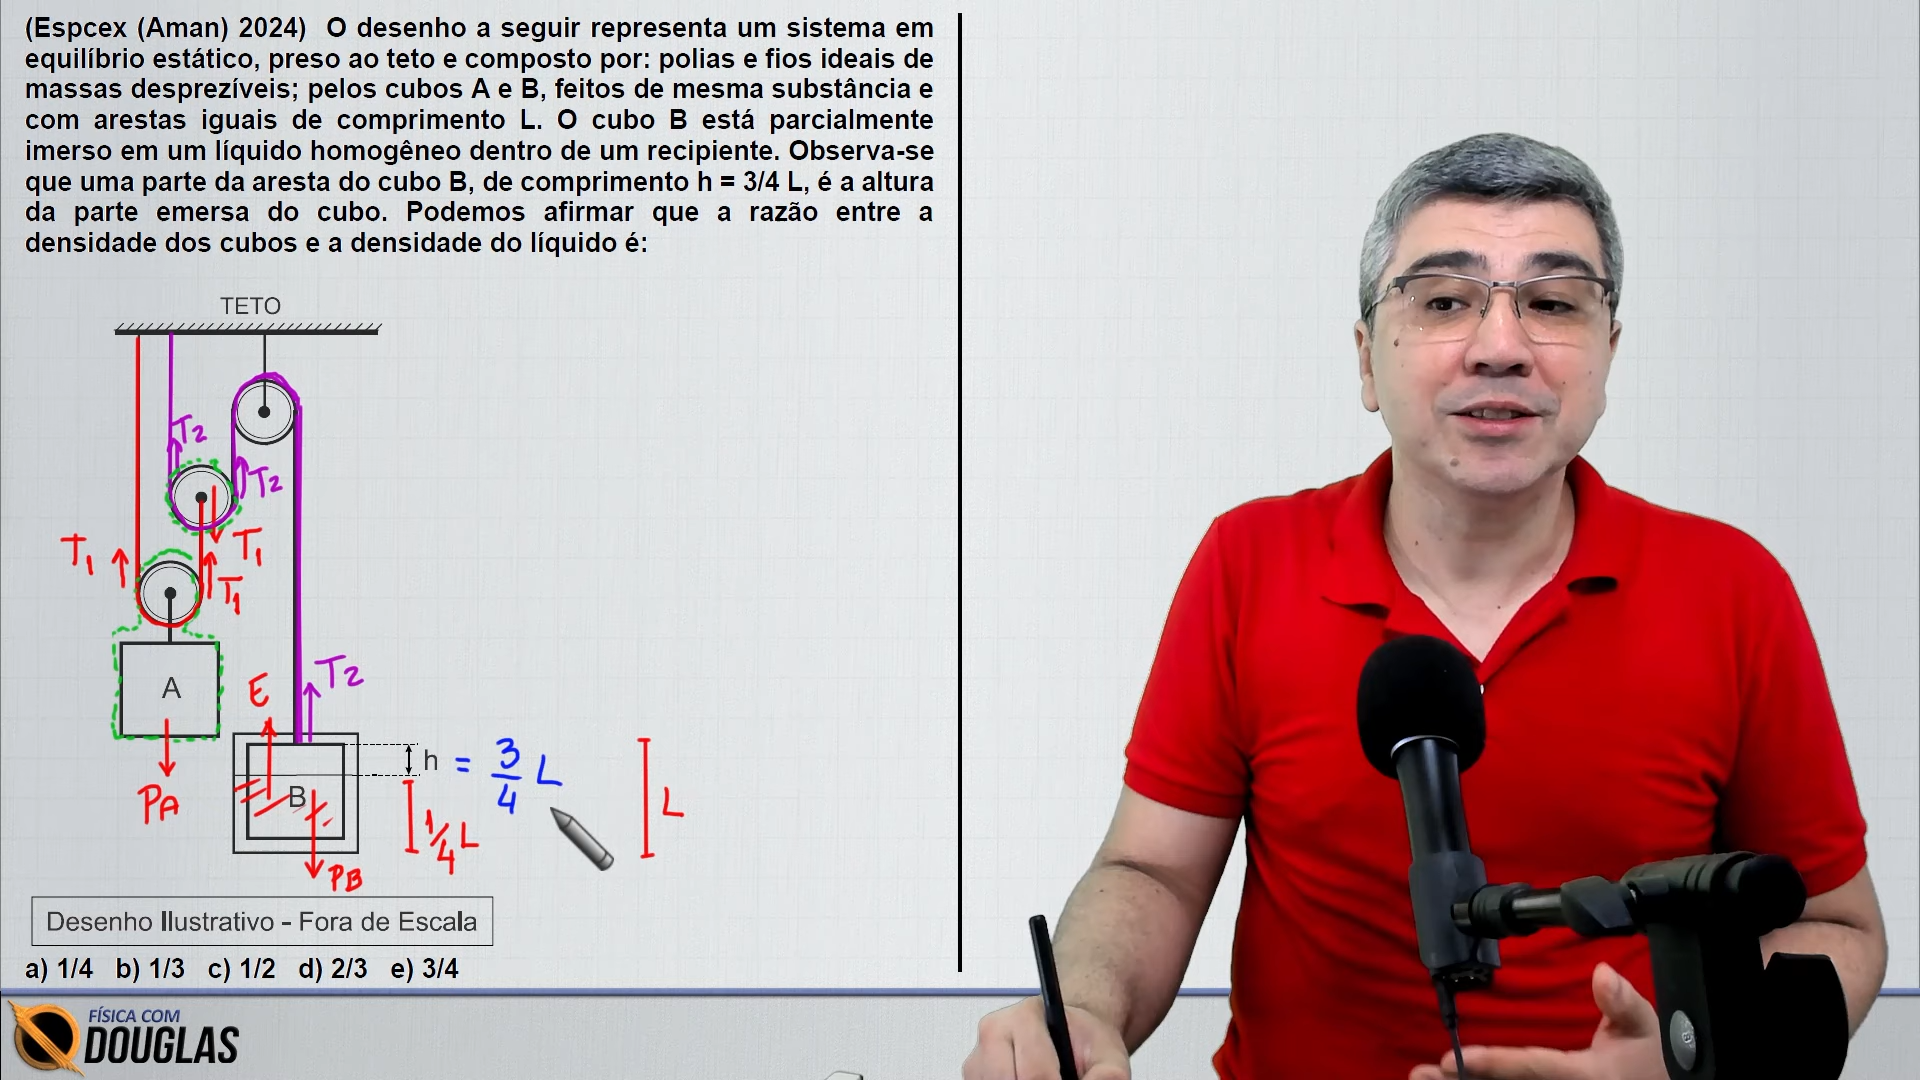 (Espcex (Aman) 2024) O desenho a seguir representa um sistema em
equilíbrio estático, preso ao teto e composto por: polias e fios ideais de
massas desprezíveis; pelos cubos A e B, feitos de mesma substância e
com arestas iguais de comprimento L. O cubo B está parcialmente
imerso em um líquido homogêneo dentro de um recipiente. Observa-se
que uma parte da aresta do cubo B, de comprimento h = 3/4 L, é a altura
da parte emersa do cubo. Podemos afirmar que a razão entre a
densidade dos cubos e a densidade do líquido é:
TETO
T2
T2
T1
T1
T1
A
E
T2
PA
B
h = 3/4 L
1/4 L
L
PB
Desenho Ilustrativo - Fora de Escala
a) 1/4 b) 1/3 c) 1/2 d) 2/3 e) 3/4
FÍSICA COM
DOUGLAS